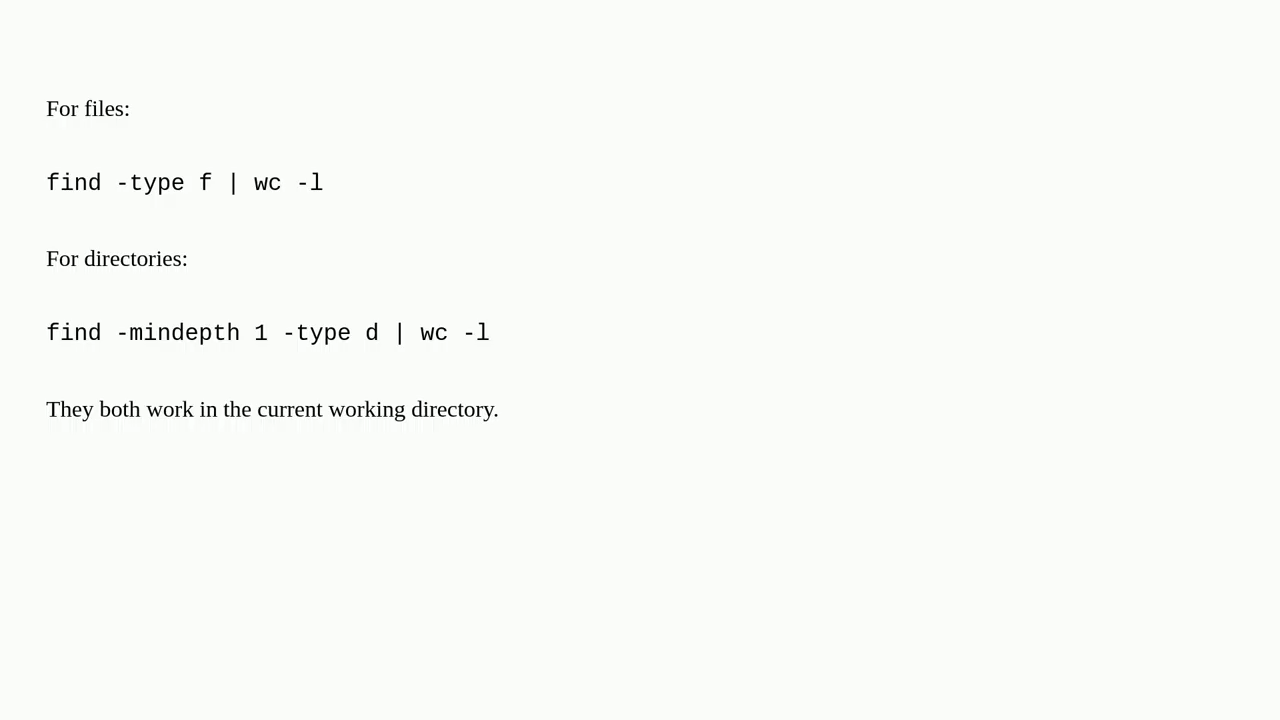 For files:
find -type f | wc -l
For directories:
find -mindepth 1 -type d | wc -l
They both work in the current working directory.